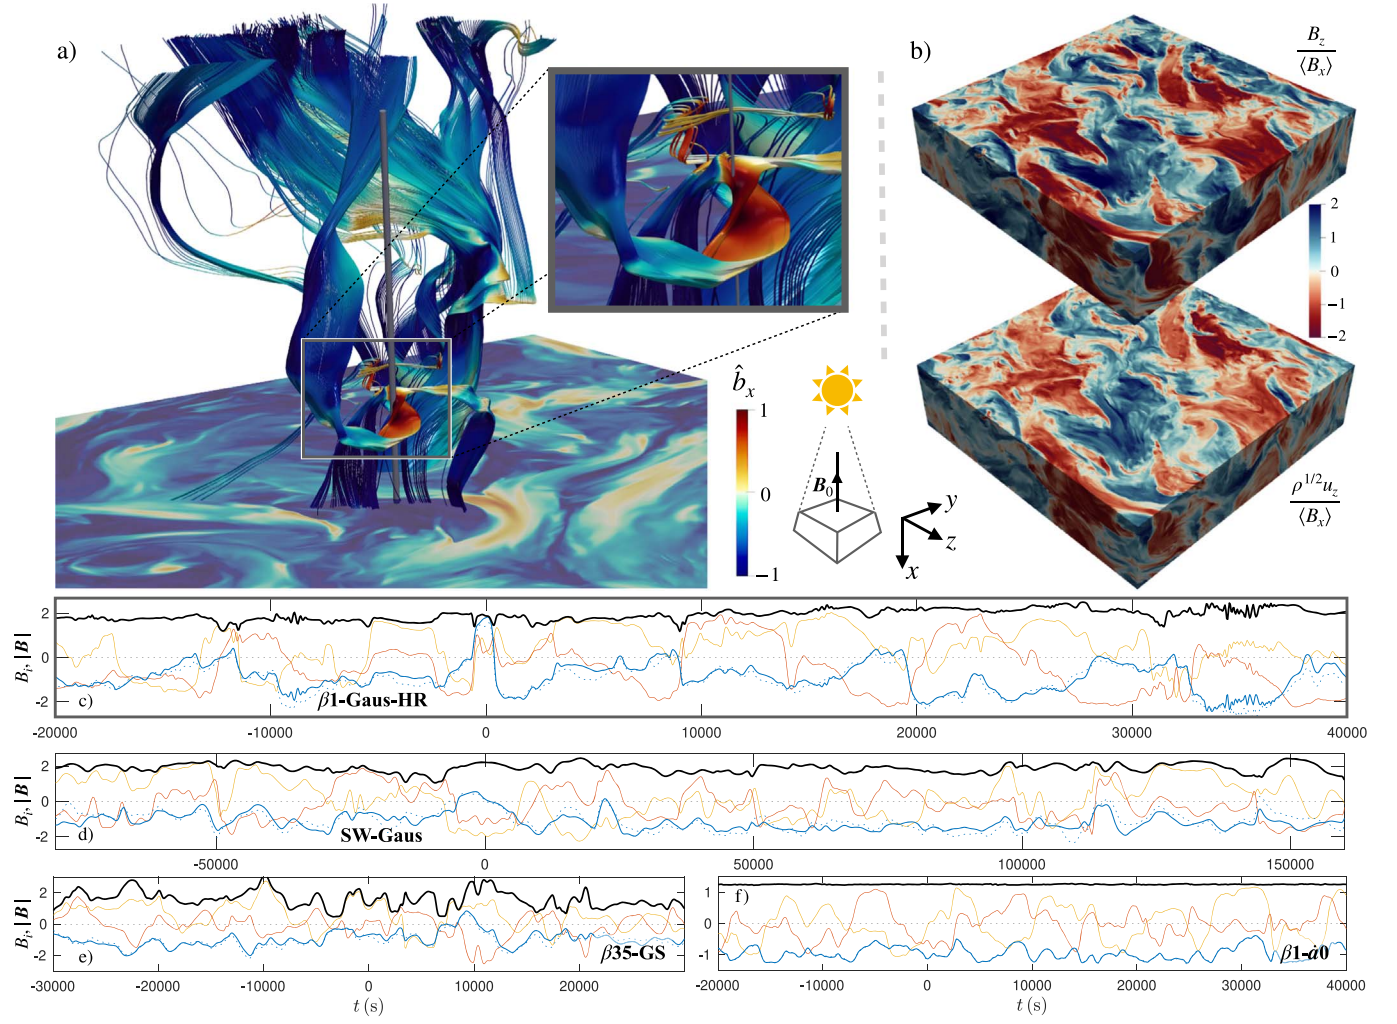 a)
b)
B_z
⟨B_x⟩
2
1
0
−1
−2
b̂_x
1
0
−1
B_0
y
z
x
ρ^{1/2}u_z
⟨B_x⟩
B_i, |B|
2
0
-2
c)
β1-Gaus-HR
-20000 -10000 0 10000 20000 30000 40000
B_i, |B|
2
0
-2
d)
SW-Gaus
-50000 0 50000 100000 150000
B_i, |B|
2
0
-2
e)
β35-GS
-30000 -20000 -10000 0 10000 20000
t (s)
1
0
-1
f)
β1-ȧ0
-20000 -10000 0 10000 20000 30000 40000
t (s)